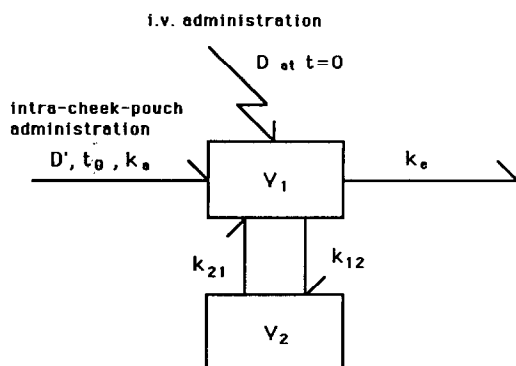 i.v. administration
D at t=0
intra-cheek-pouch
administration
D', t₀, kₐ
V₁
kₑ
k₂₁
k₁₂
V₂